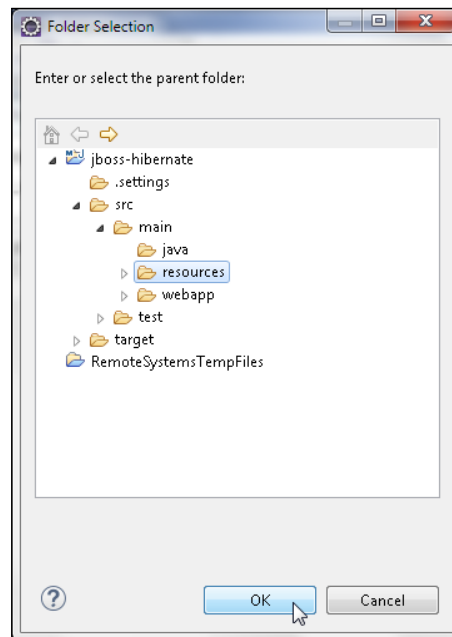 Folder Selection
Enter or select the parent folder:
jboss-hibernate
.settings
src
main
java
resources
webapp
test
target
RemoteSystemsTempFiles
?
OK
Cancel